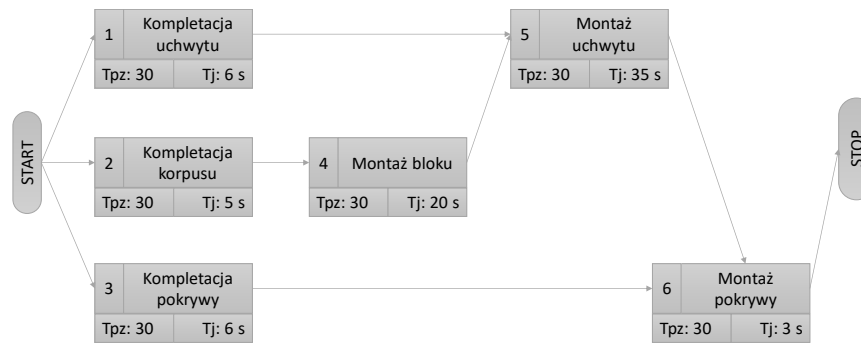 START
1
Kompletacja
uchwytu
Tpz: 30
Tj: 6 s
2
Kompletacja
korpusu
Tpz: 30
Tj: 5 s
3
Kompletacja
pokrywy
Tpz: 30
Tj: 6 s
4
Montaż bloku
Tpz: 30
Tj: 20 s
5
Montaż
uchwytu
Tpz: 30
Tj: 35 s
6
Montaż
pokrywy
Tpz: 30
Tj: 3 s
STOP